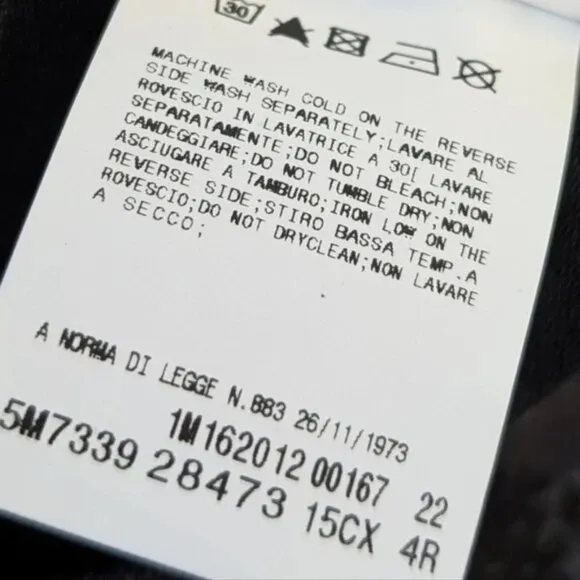 30
MACHINE WASH COLD ON THE REVERSE
SIDE WASH SEPARATELY;LAVARE AL
ROVESCIO IN LAVATRICE A 30[ LAVARE
SEPARATAMENTE;DO NOT BLEACH;NON
CANDEGGIARE;DO NOT TUMBLE DRY;NON
ASCIUGARE A TAMBURO;IRON LOW ON THE
REVERSE SIDE;STIRO BASSA TEMP.A
ROVESCIO;DO NOT DRYCLEAN;NON LAVARE
A SECCO;
A NORMA DI LEGGE N.883 26/11/1973
1M162012 00167 22
5M7339 28473 15CX 4R